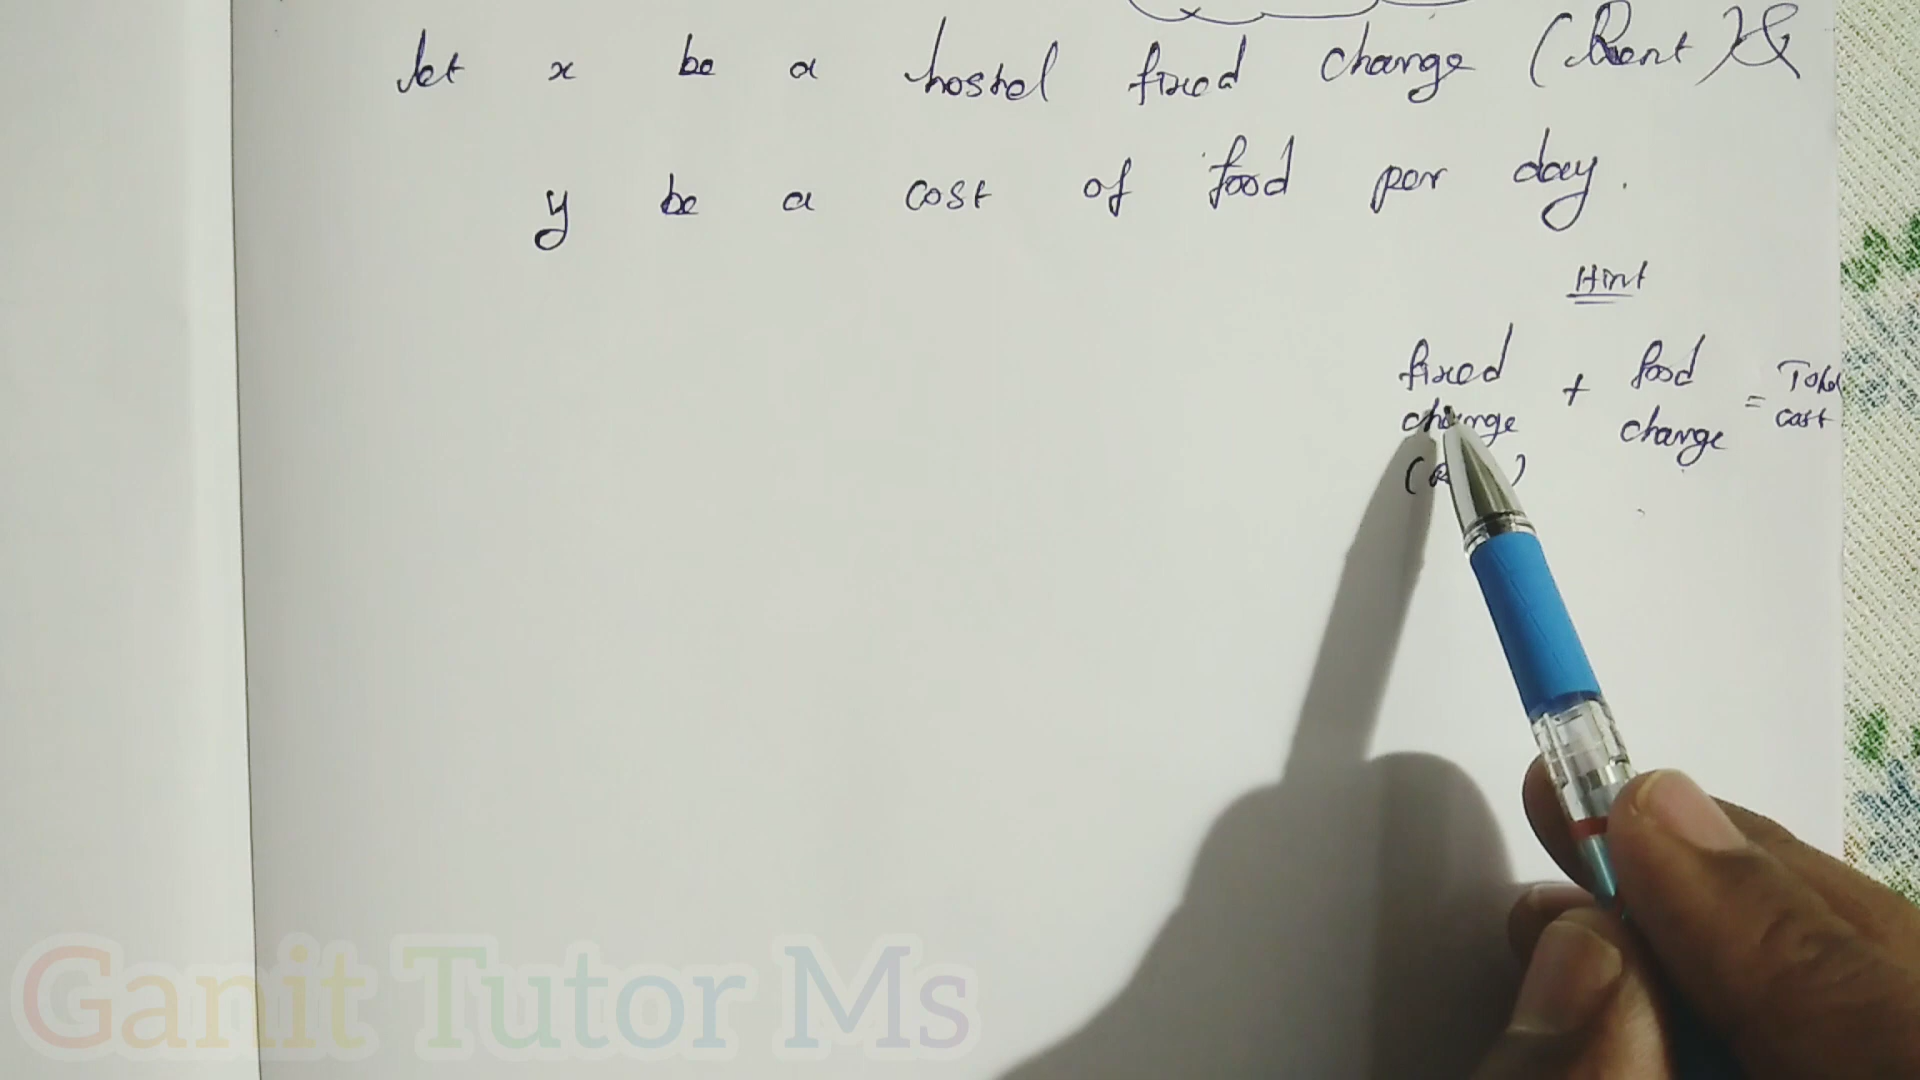 let x be a hostel fixed charge (Rent) &
y be a cost of food per day.
Hint
fixed charge + food charge = Total cost
Ganit Tutor Ms